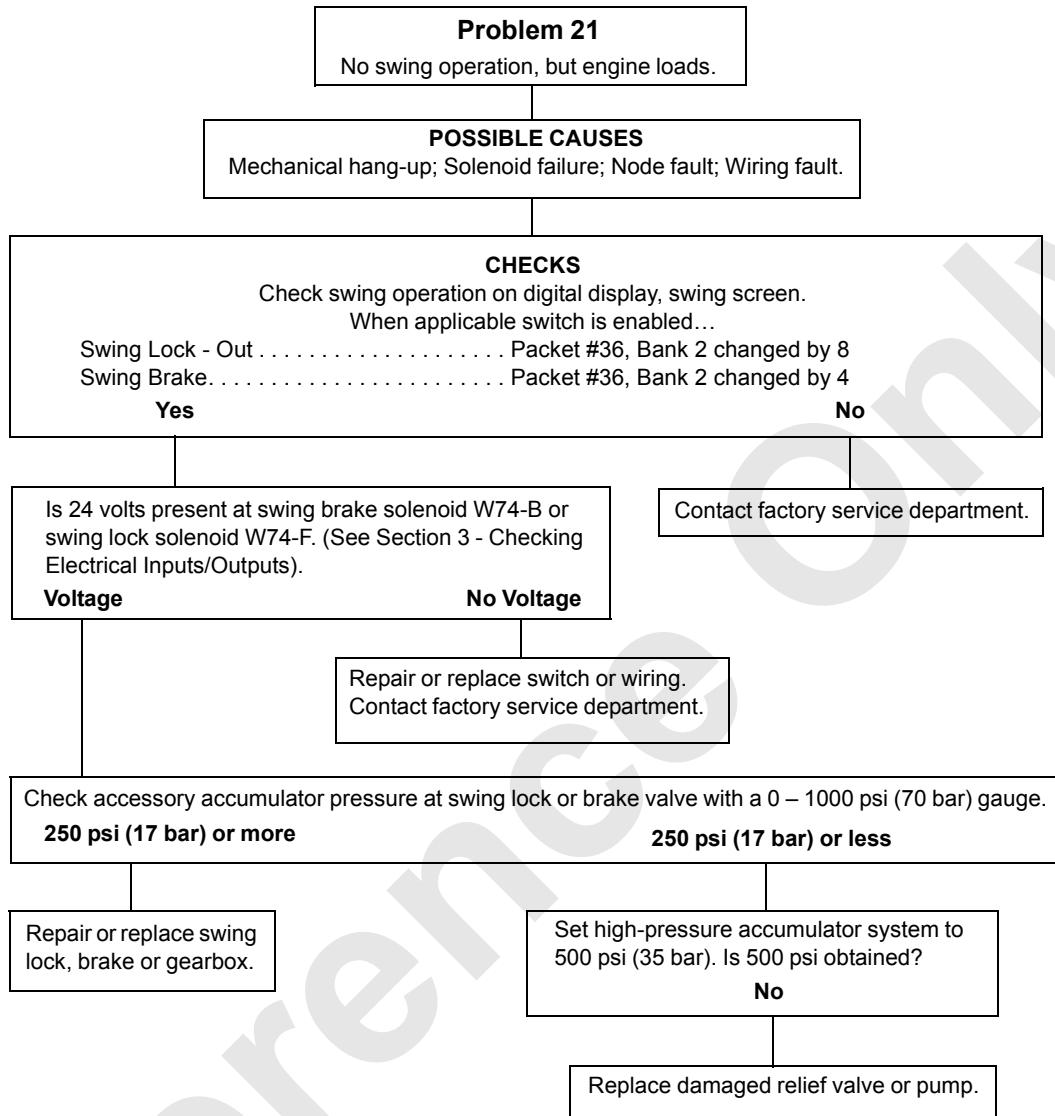 Problem 21
No swing operation, but engine loads.
POSSIBLE CAUSES
Mechanical hang-up; Solenoid failure; Node fault; Wiring fault.
CHECKS
Check swing operation on digital display, swing screen.
When applicable switch is enabled…
Swing Lock - Out . . . . . . . . . . . . . . . . . . . . Packet #36, Bank 2 changed by 8
Swing Brake. . . . . . . . . . . . . . . . . . . . . . . . Packet #36, Bank 2 changed by 4
Yes No
Is 24 volts present at swing brake solenoid W74-B or
swing lock solenoid W74-F. (See Section 3 - Checking
Electrical Inputs/Outputs).
Voltage No Voltage
Contact factory service department.
Repair or replace switch or wiring.
Contact factory service department.
Check accessory accumulator pressure at swing lock or brake valve with a 0 – 1000 psi (70 bar) gauge.
250 psi (17 bar) or more 250 psi (17 bar) or less
Repair or replace swing
lock, brake or gearbox.
Set high-pressure accumulator system to
500 psi (35 bar). Is 500 psi obtained?
No
Replace damaged relief valve or pump.
erence Only